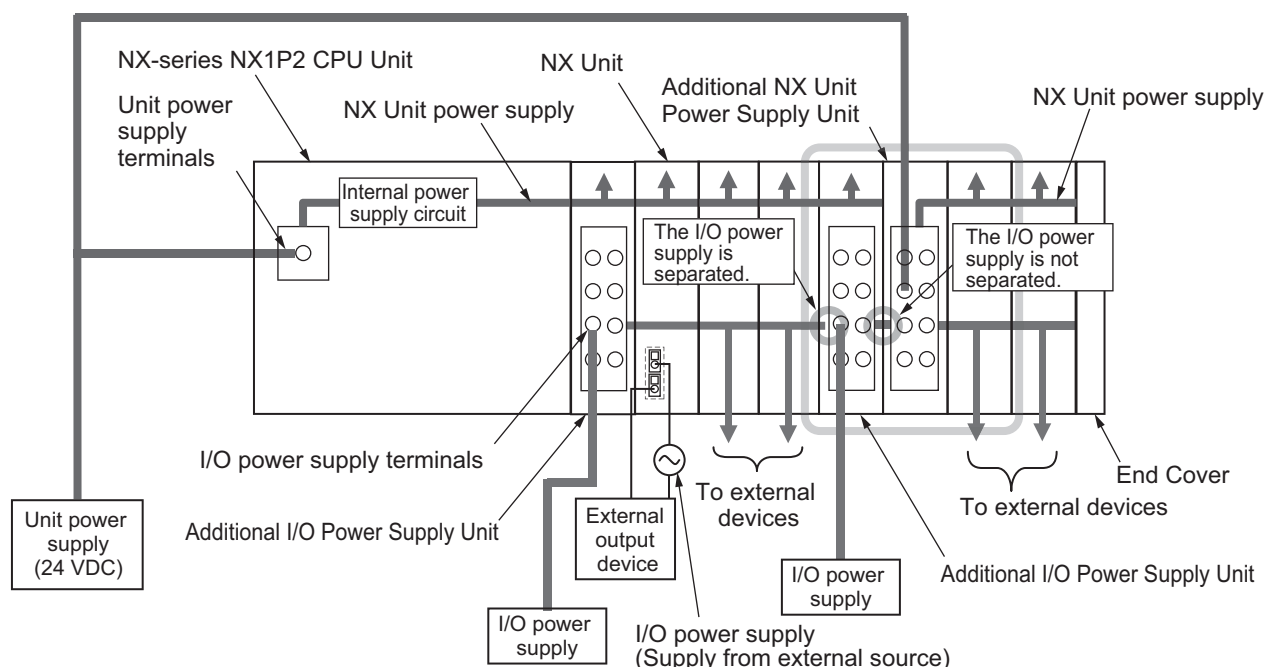 NX-series NX1P2 CPU Unit
NX Unit
Additional NX Unit
Power Supply Unit
NX Unit power supply
Unit power
supply
terminals
NX Unit power supply
Internal power
supply circuit
The I/O power
supply is
separated.
The I/O power
supply is not
separated.
I/O power supply terminals
To external
devices
End Cover
To external devices
Unit power
supply
(24 VDC)
Additional I/O Power Supply Unit
External
output
device
I/O power
supply
Additional I/O Power Supply Unit
I/O power
supply
I/O power supply
(Supply from external source)